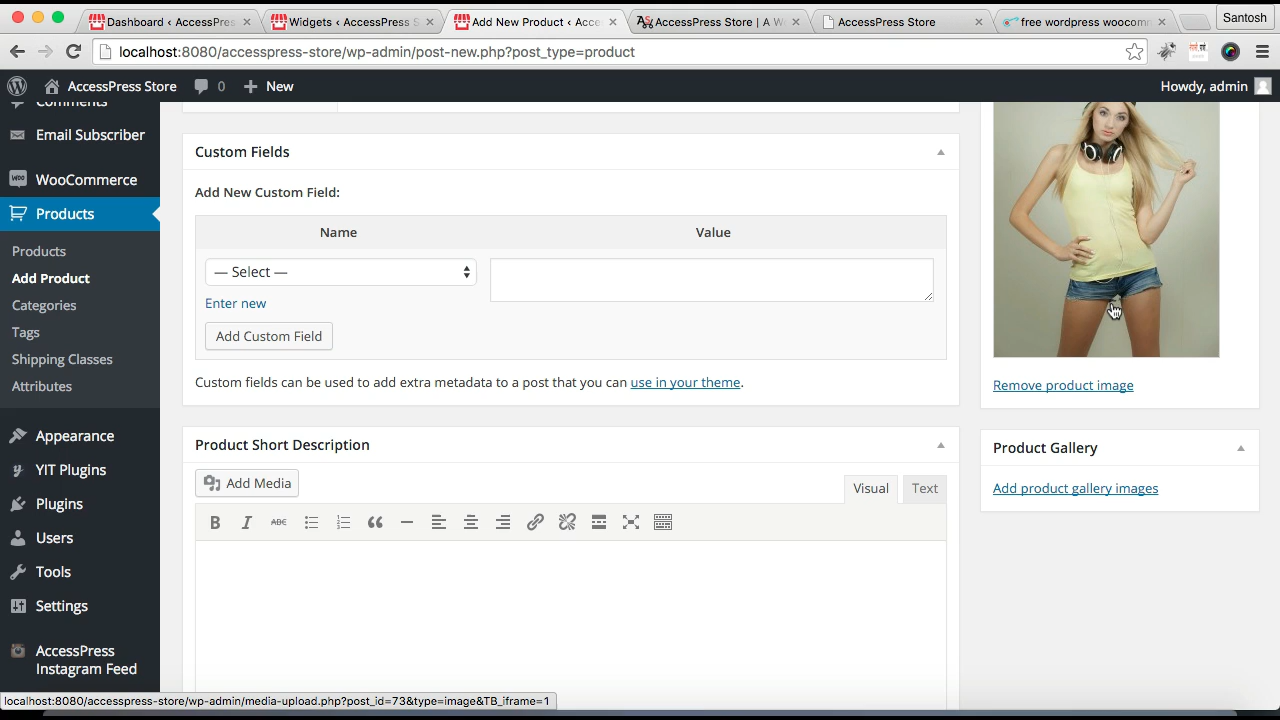 Dashboard ‹ AccessPres
Widgets ‹ AccessPress S
Add New Product ‹ Acces
AccessPress Store | A W
AccessPress Store
free wordpress woocom
Santosh
localhost:8080/accesspress-store/wp-admin/post-new.php?post_type=product
AccessPress Store
0
New
Howdy, admin
Comments
Email Subscriber
WooCommerce
Products
Products
Add Product
Categories
Tags
Shipping Classes
Attributes
Appearance
YIT Plugins
Plugins
Users
Tools
Settings
AccessPress
Instagram Feed
Custom Fields
Add New Custom Field:
Name
Value
— Select —
Enter new
Add Custom Field
Custom fields can be used to add extra metadata to a post that you can use in your theme.
Product Short Description
Add Media
Visual
Text
B
I
ABC
Remove product image
Product Gallery
Add product gallery images
localhost:8080/accesspress-store/wp-admin/media-upload.php?post_id=73&type=image&TB_iframe=1